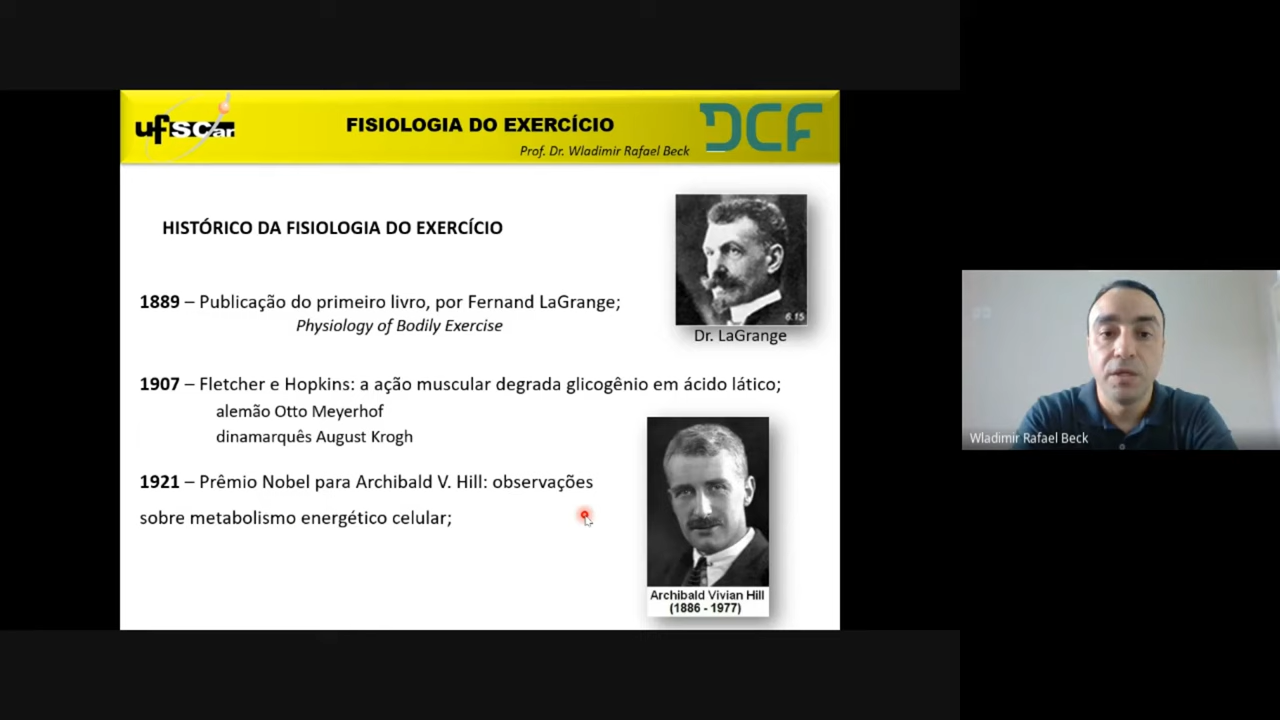 ufscar
FISIOLOGIA DO EXERCÍCIO
Prof. Dr. Wladimir Rafael Beck
DCF
HISTÓRICO DA FISIOLOGIA DO EXERCÍCIO
1889 – Publicação do primeiro livro, por Fernand LaGrange;
Physiology of Bodily Exercise
6.15
Dr. LaGrange
1907 – Fletcher e Hopkins: a ação muscular degrada glicogênio em ácido lático;
alemão Otto Meyerhof
dinamarquês August Krogh
1921 – Prêmio Nobel para Archibald V. Hill: observações
sobre metabolismo energético celular;
Archibald Vivian Hill
(1886 - 1977)
Wladimir Rafael Beck